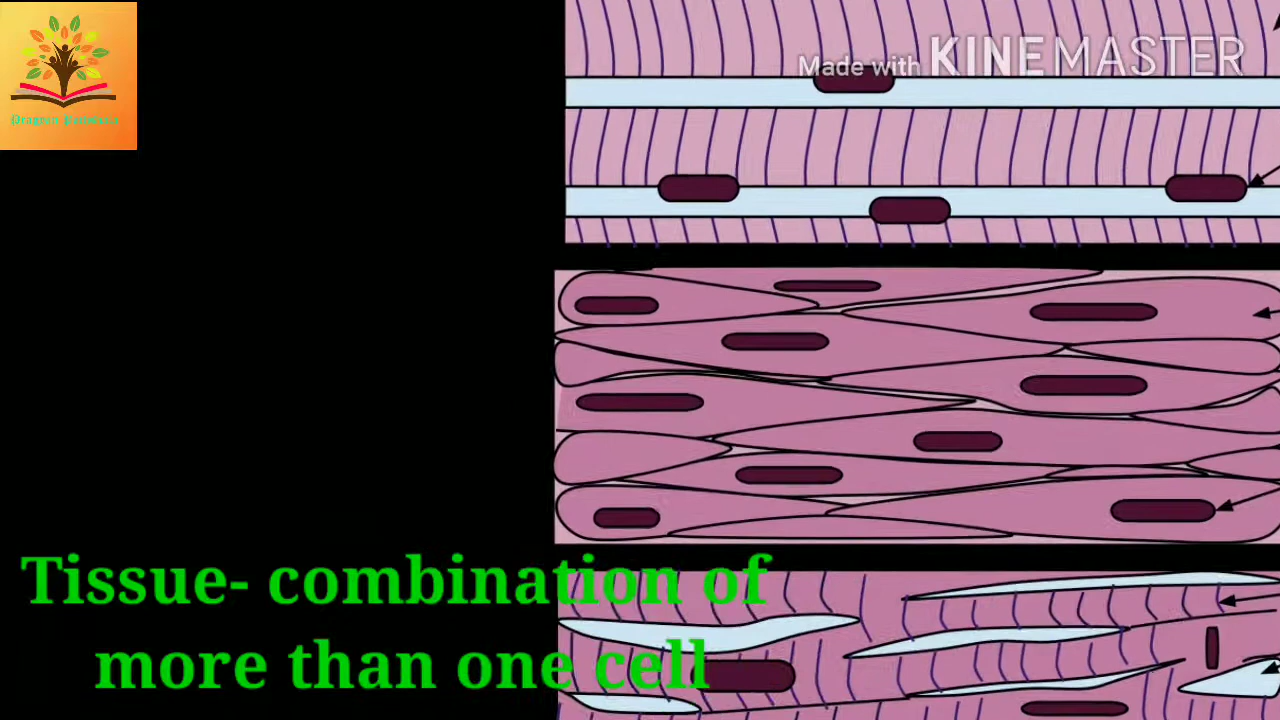 Made with KINEMASTER
Tissue- combination of
more than one cell